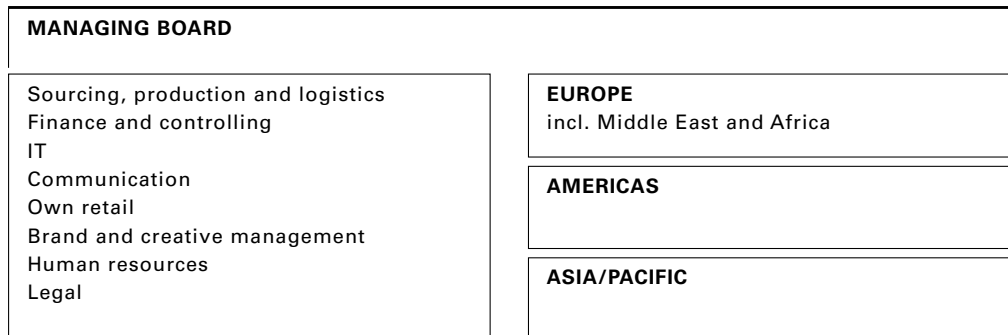 MANAGING BOARD
Sourcing, production and logistics
Finance and controlling
IT
Communication
Own retail
Brand and creative management
Human resources
Legal
EUROPE
incl. Middle East and Africa
AMERICAS
ASIA/PACIFIC